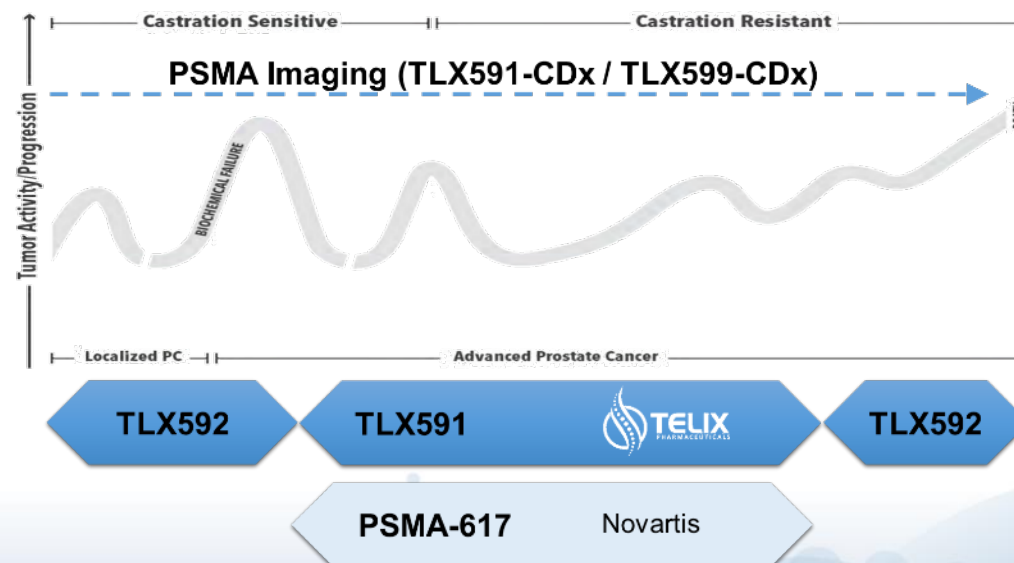 Castration Sensitive
Castration Resistant
PSMA Imaging (TLX591-CDx / TLX599-CDx)
Tumor Activity/Progression
BIOCHEMICAL FAILURE
Localized PC
Advanced Prostate Cancer
TLX592
TLX591
TELIX
PHARMACEUTICALS
TLX592
PSMA-617
Novartis